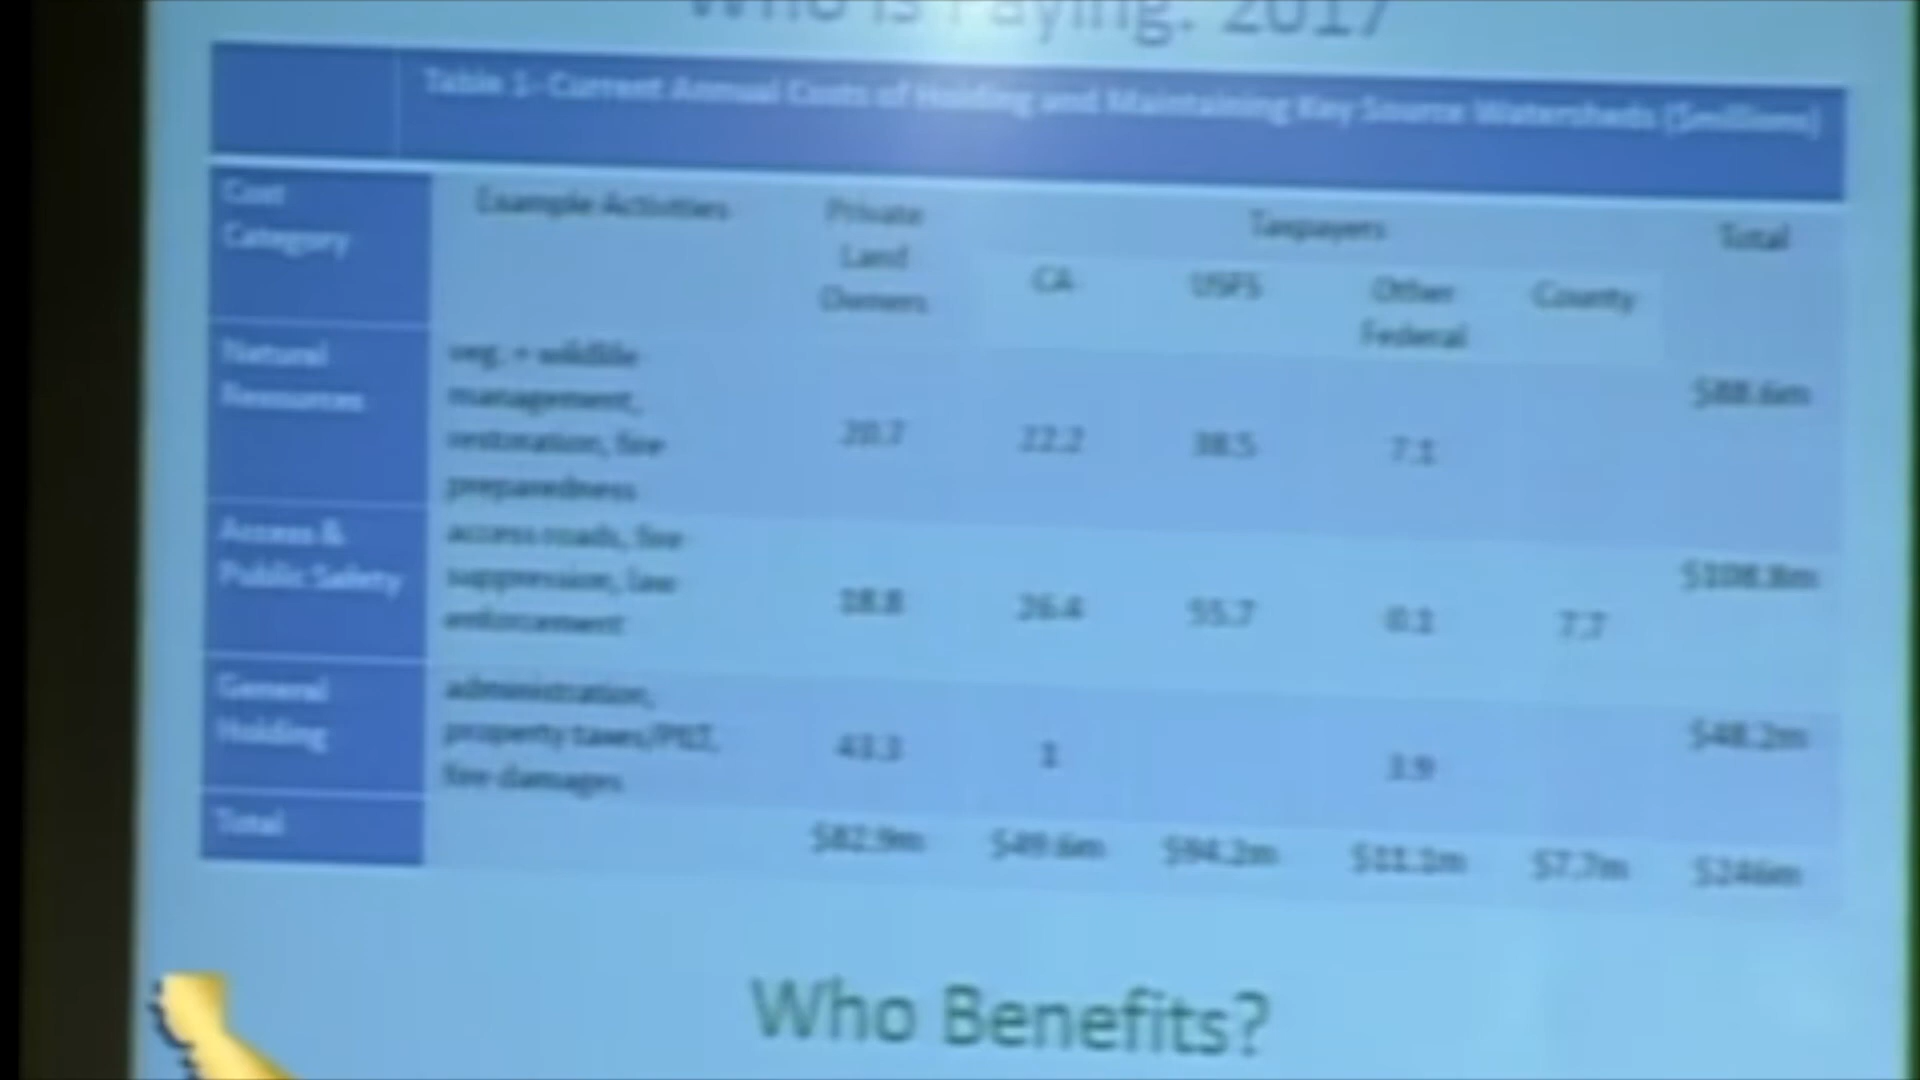 Who is Paying: 2017
Table 1- Current Annual Costs of Holding and Maintaining Key Source Watersheds ($millions)
Cost
Category
Example Activities
Private
Land
Owners
Taxpayers
CA
USFS
Other
Federal
County
Total
Natural
Resources
veg. + wildlife
management,
restoration, fire
preparedness
20.7
22.2
38.5
7.1
$88.6m
Access &
Public Safety
access roads, fire
suppression, law
enforcement
18.8
26.4
55.7
0.1
7.7
$108.8m
General
Holding
administration,
property taxes/PILT,
fire damages
43.3
1
3.9
$48.2m
Total
$82.9m
$49.6m
$94.2m
$11.1m
$7.7m
$246m
Who Benefits?